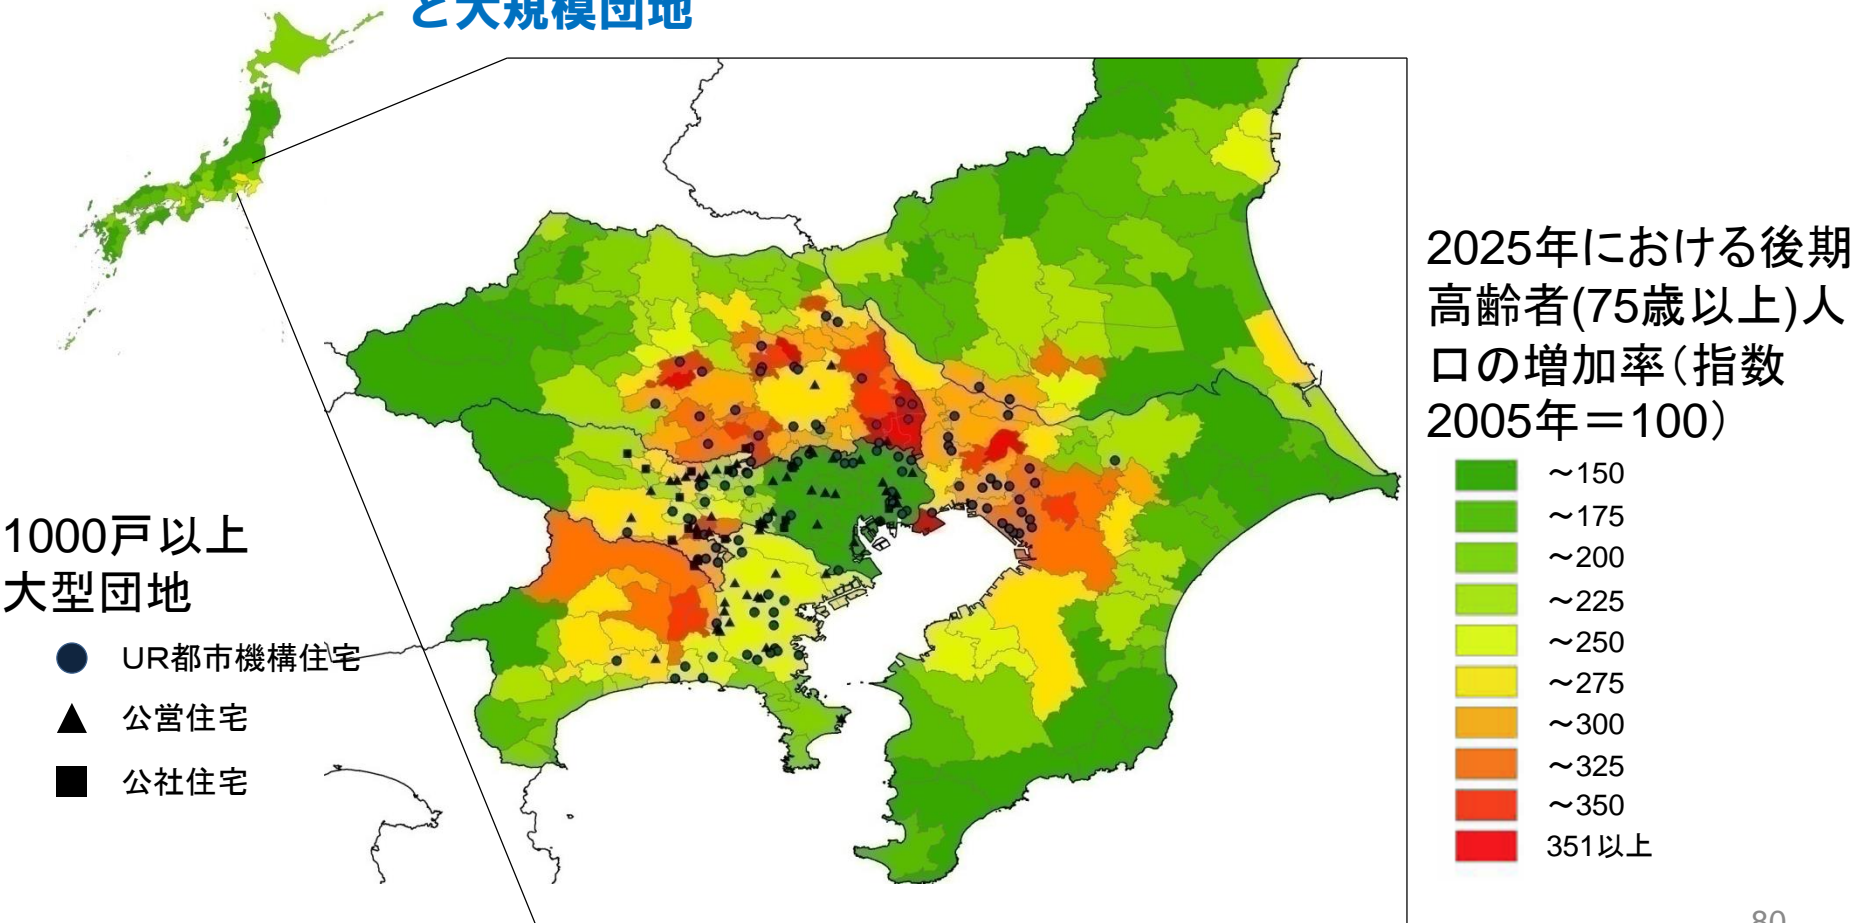 と大規模団地
2025年における後期
高齢者(75歳以上)人
口の増加率（指数
2005年＝100）
～150
～175
～200
～225
～250
～275
～300
～325
～350
351以上
1000戸以上
大型団地
UR都市機構住宅
公営住宅
公社住宅
80